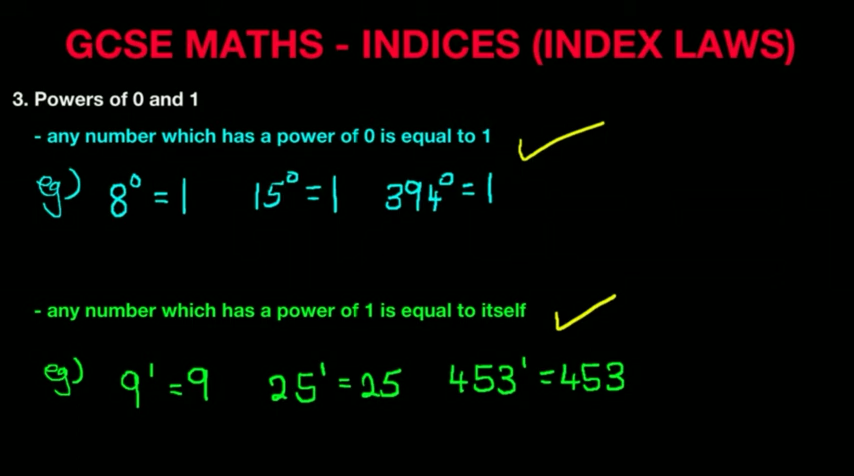 GCSE MATHS - INDICES (INDEX LAWS)
3. Powers of 0 and 1
- any number which has a power of 0 is equal to 1
eg) 8⁰ = 1 15⁰ = 1 394⁰ = 1
- any number which has a power of 1 is equal to itself
eg) 9¹ = 9 25¹ = 25 453¹ = 453